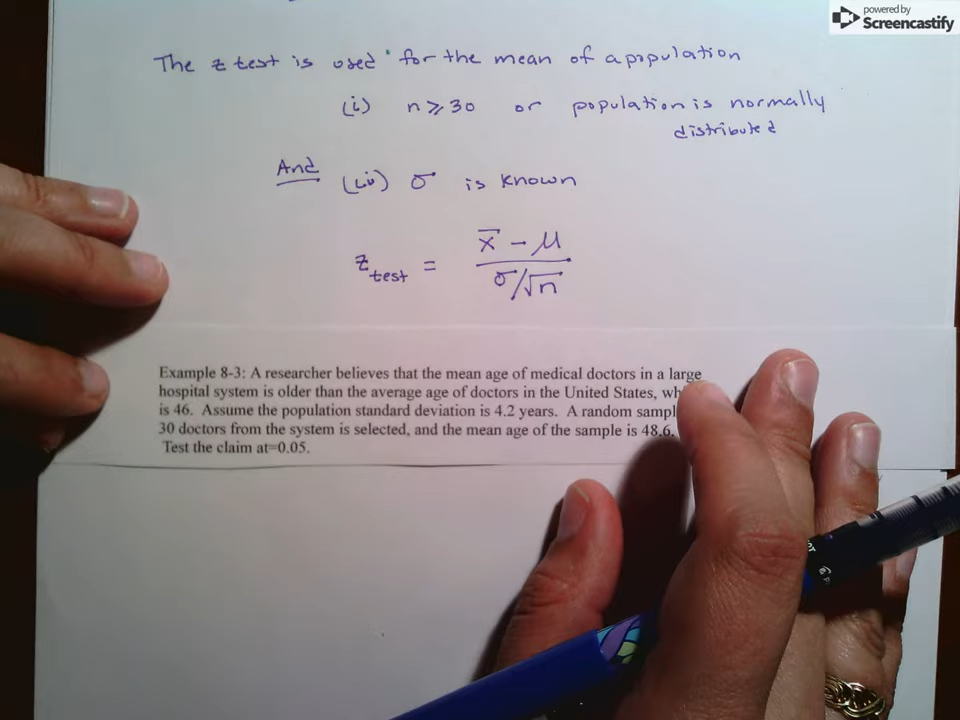 powered by
Screencastify
The z test is used for the mean of a population
(i) n ⩾ 30 or population is normally
distributed
And (ii) σ is known
z test = x̄ - μ
σ/√n
Example 8-3: A researcher believes that the mean age of medical doctors in a large
hospital system is older than the average age of doctors in the United States,
is 46. Assume the population standard deviation is 4.2 years. A random
30 doctors from the system is selected, and the mean age of the sample is 48.6.
Test the claim at=0.05.